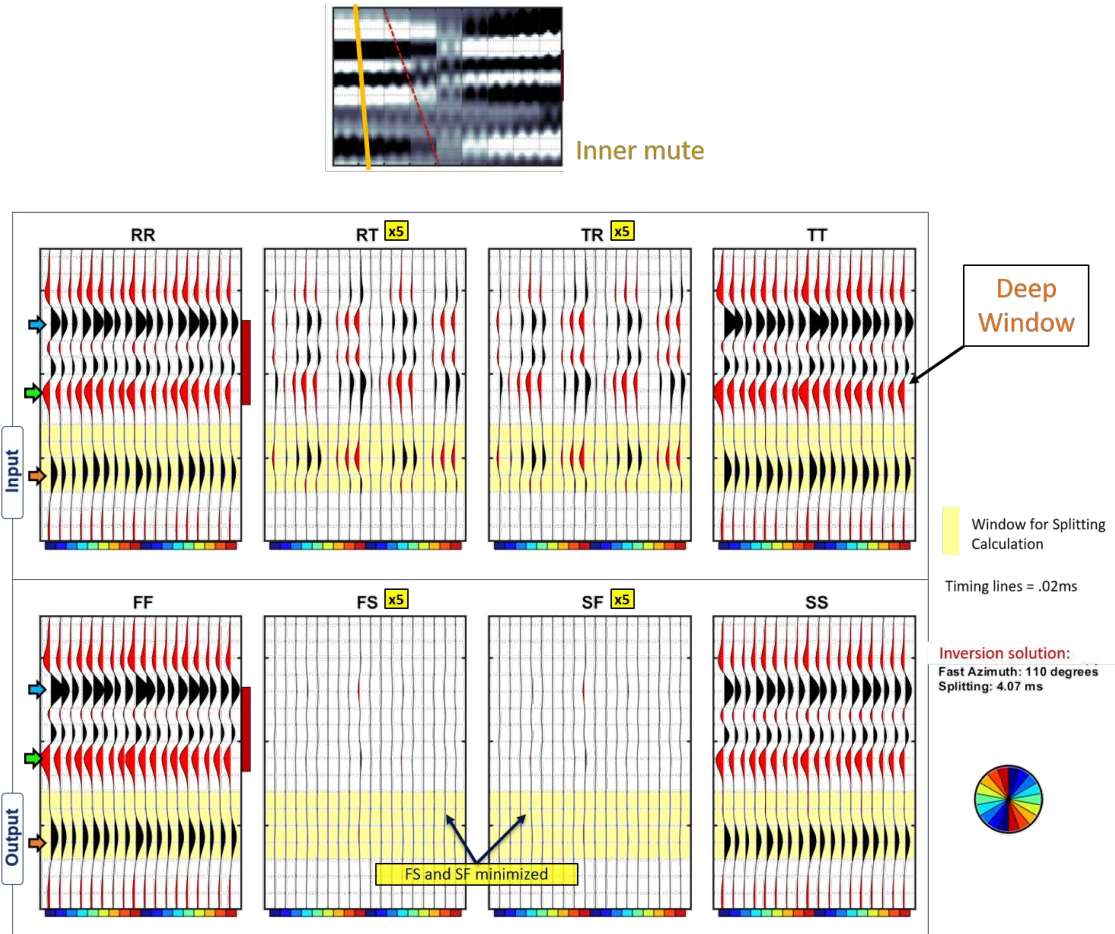 Inner mute
RR
RT x5
TR x5
TT
Deep
Window
Input
Window for Splitting
Calculation
Timing lines = .02ms
FF
FS x5
SF x5
SS
Inversion solution:
Fast Azimuth: 110 degrees
Splitting: 4.07 ms
Output
FS and SF minimized